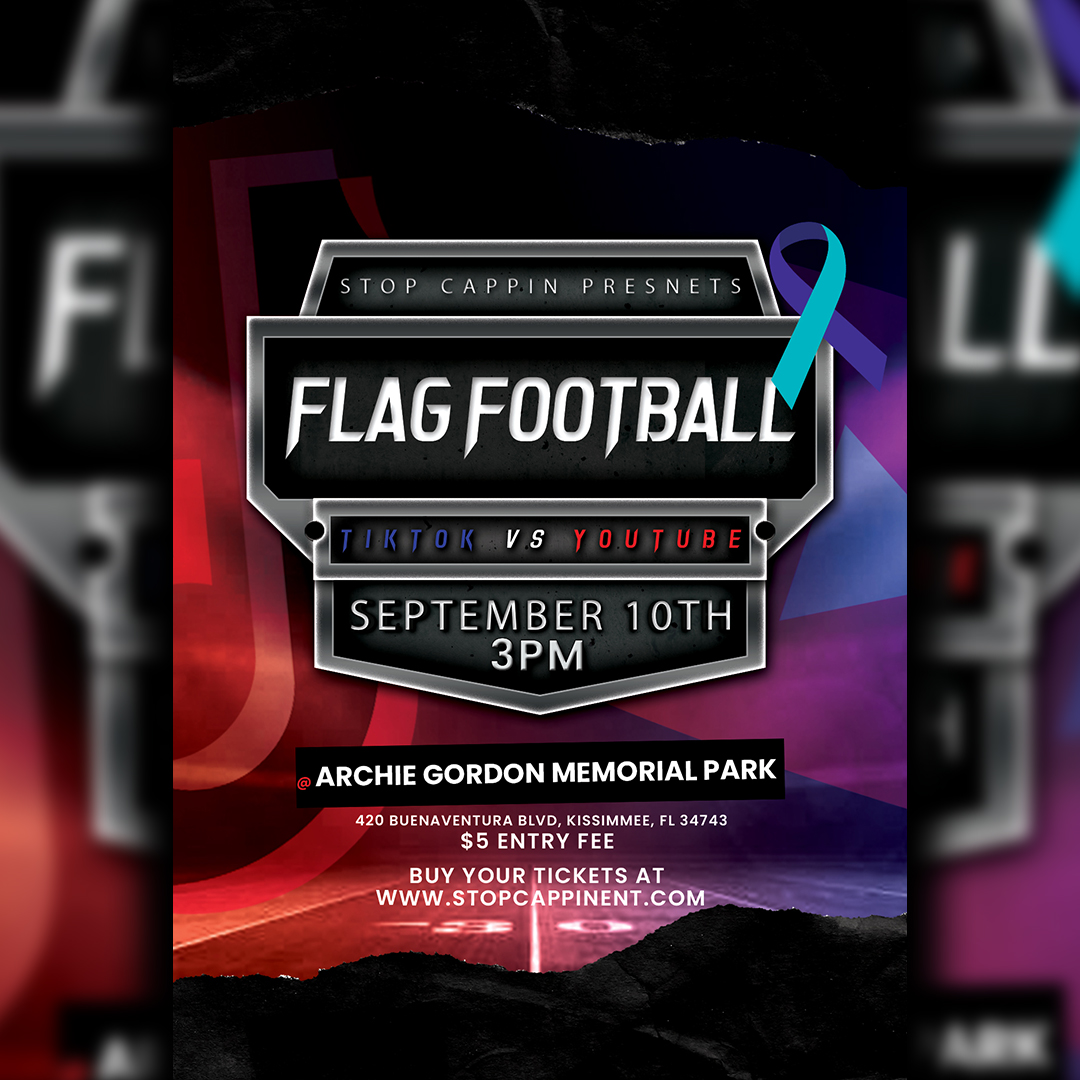 STOP CAPPIN PRESNETS
FLAG FOOTBALL
TIKTOK VS YOUTUBE
SEPTEMBER 10TH
3PM
@ ARCHIE GORDON MEMORIAL PARK
420 BUENAVENTURA BLVD, KISSIMMEE, FL 34743
$5 ENTRY FEE
BUY YOUR TICKETS AT
WWW.STOPCAPPINENT.COM
30